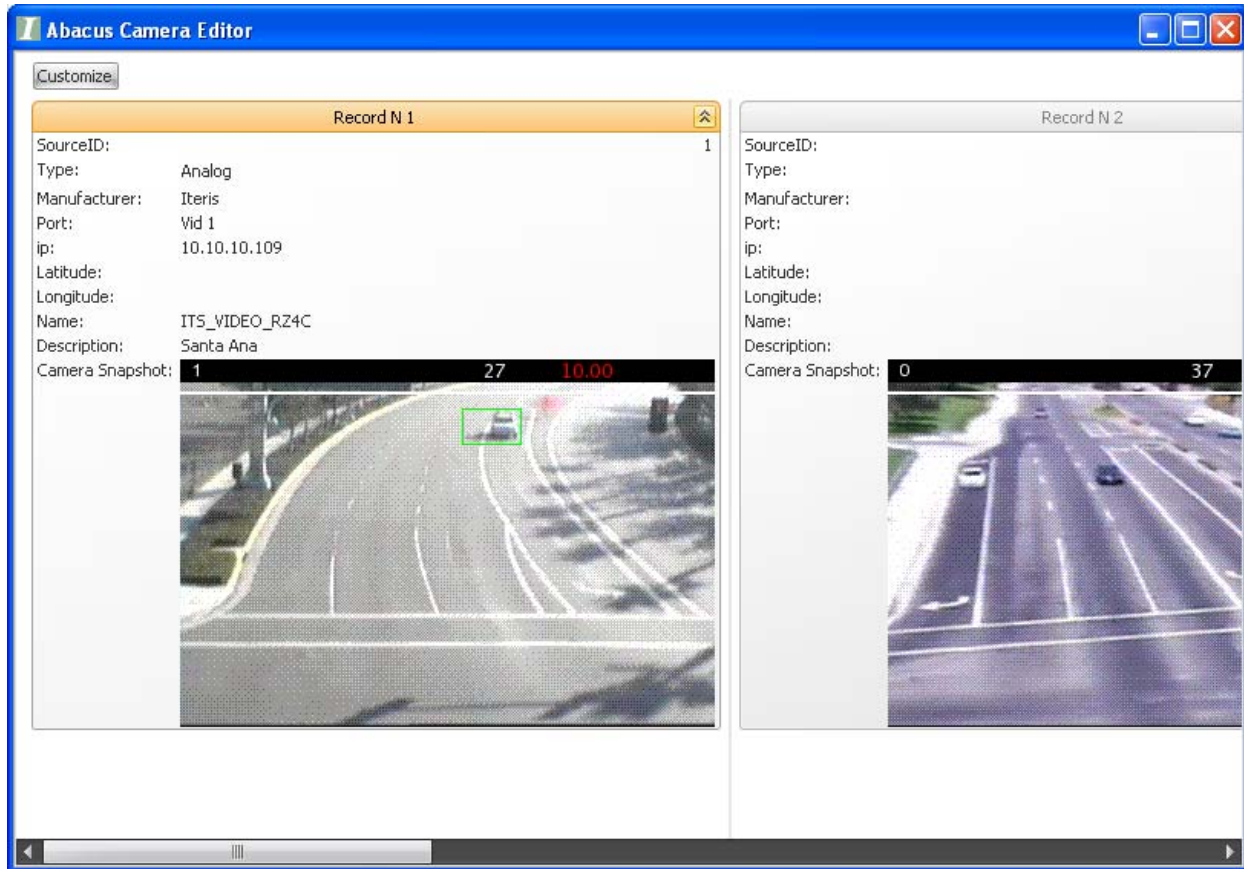 Abacus Camera Editor
Customize
Record N 1
SourceID: 1
Type: Analog
Manufacturer: Iteris
Port: Vid 1
ip: 10.10.10.109
Latitude:
Longitude:
Name: ITS_VIDEO_RZ4C
Description: Santa Ana
Camera Snapshot: 1 27 10.00
Record N 2
SourceID:
Type:
Manufacturer:
Port:
ip:
Latitude:
Longitude:
Name:
Description:
Camera Snapshot: 0 37